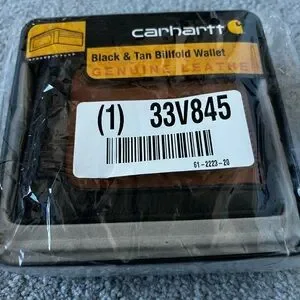 carhartt
Black & Tan Billfold Wallet
GENUINE LEATHER
(1) 33V845
61-2223-20